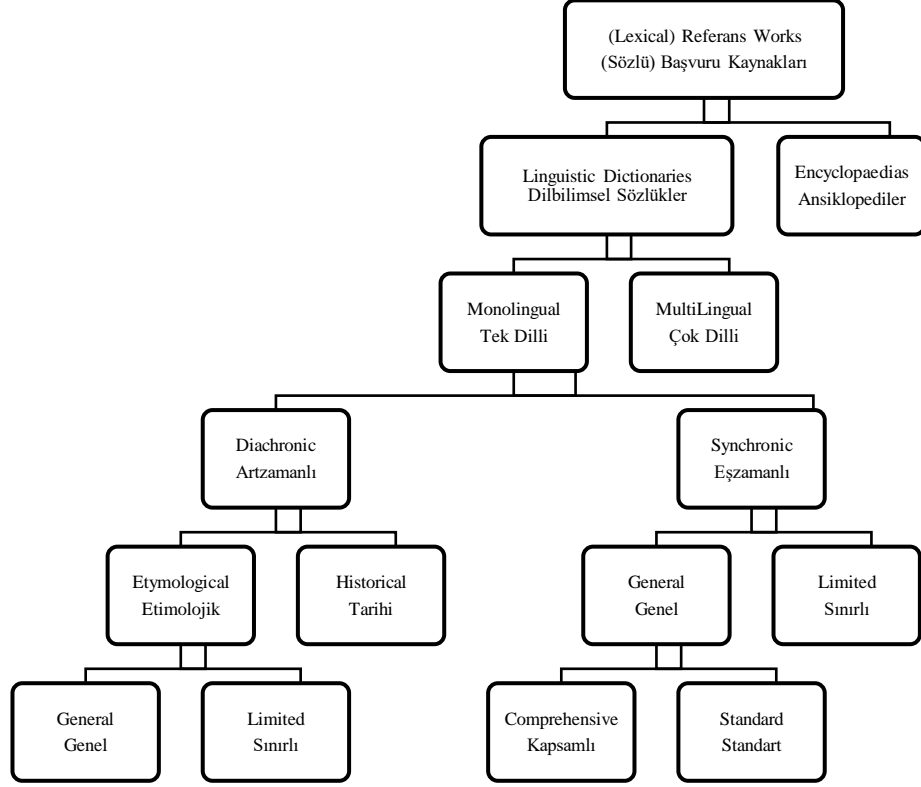 (Lexical) Referans Works
(Sözlü) Başvuru Kaynakları
Linguistic Dictionaries
Dilbilimsel Sözlükler
Encyclopaedias
Ansiklopediler
Monolingual
Tek Dilli
MultiLingual
Çok Dilli
Diachronic
Artzamanlı
Synchronic
Eşzamanlı
Etymological
Etimolojik
Historical
Tarihi
General
Genel
Limited
Sınırlı
General
Genel
Limited
Sınırlı
Comprehensive
Kapsamlı
Standard
Standart